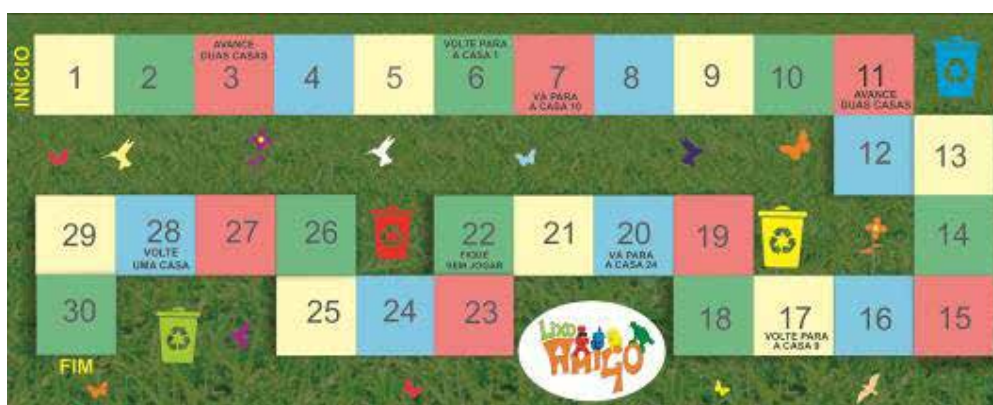 INÍCIO
1
2
AVANCE
DUAS CASAS
3
4
5
VOLTE PARA
A CASA 1
6
7
VÁ PARA
A CASA 10
8
9
10
11
AVANCE
DUAS CASAS
12
13
14
15
16
17
VOLTE PARA
A CASA 9
18
19
20
VÁ PARA
A CASA 24
21
22
FIQUE
SEM JOGAR
23
24
25
26
27
28
VOLTE
UMA CASA
29
30
FIM
LIXO
AMIGO